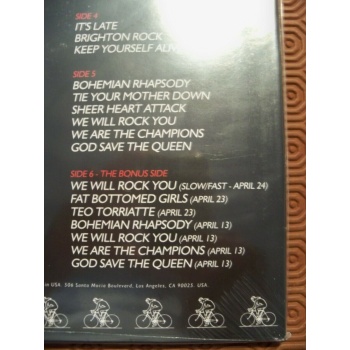 SIDE 4
IT'S LATE
BRIGHTON ROCK
KEEP YOURSELF
SIDE 5
BOHEMIAN RHAPSODY
TIE YOUR MOTHER DOWN
SHEER HEART ATTACK
WE WILL ROCK YOU
WE ARE THE CHAMPIONS
GOD SAVE THE QUEEN
SIDE 6 - THE BONUS SIDE
WE WILL ROCK YOU (SLOW/FAST - APRIL 24)
FAT BOTTOMED GIRLS (APRIL 23)
TEO TORRIATTE (APRIL 23)
BOHEMIAN RHAPSODY (APRIL 13)
WE WILL ROCK YOU (APRIL 13)
WE ARE THE CHAMPIONS (APRIL 13)
GOD SAVE THE QUEEN (APRIL 13)
USA. 506 Santa Monica Boulevard, Los Angeles, CA 90025. USA.